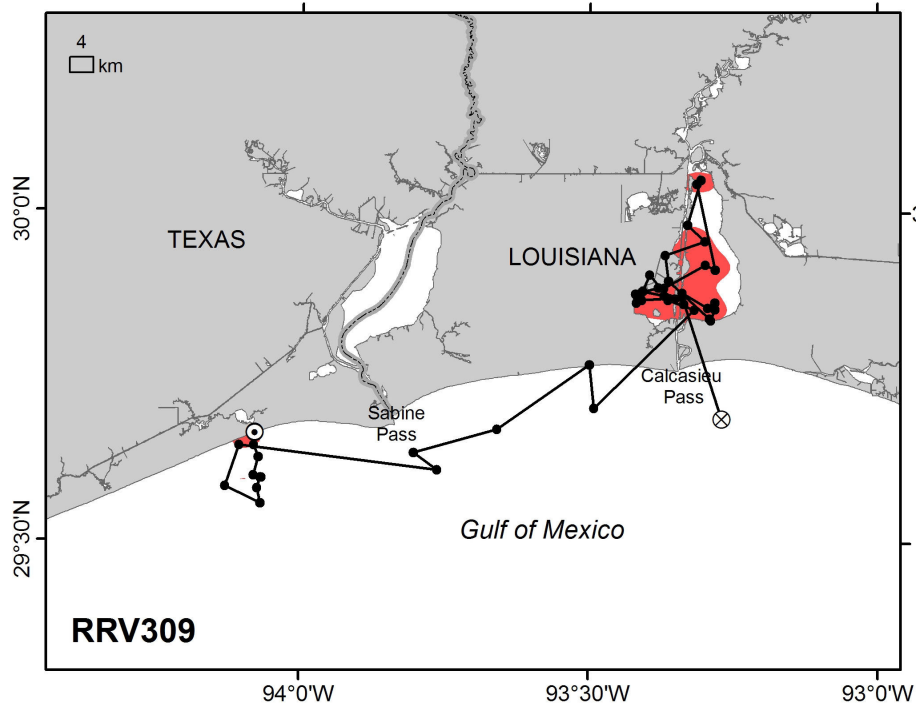 4
km
30°0'N
3
TEXAS
LOUISIANA
Calcasieu
Pass
Sabine
Pass
29°30'N
Gulf of Mexico
RRV309
94°0'W
93°30'W
93°0'W